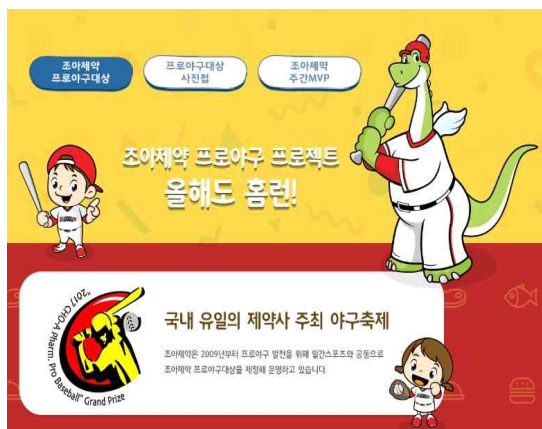 조아제약
프로야구대상
프로야구대상
사진첩
조아제약
주간MVP
조아제약 프로야구 프로젝트
올해도 홈런!
"2017 CHO-A Pharm. Pro Baseball" Grand Prize
국내 유일의 제약사 주최 야구축제
조아제약은 2009년부터 프로야구 발전을 위해 일간스포츠와 공동으로
조아제약 프로야구대상을 제정해 운영하고 있습니다.